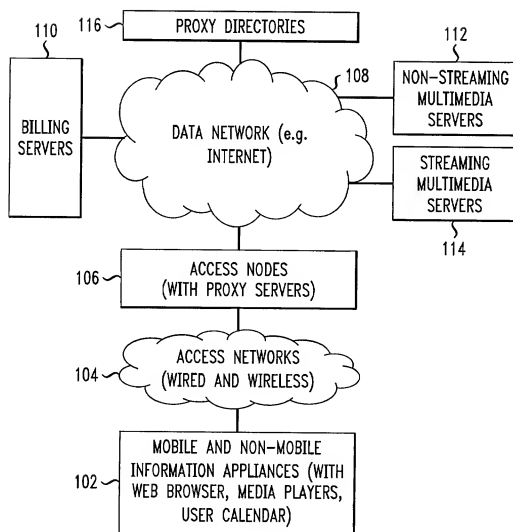 116
PROXY DIRECTORIES
110
BILLING
SERVERS
108
DATA NETWORK (e.g.
INTERNET)
112
NON-STREAMING
MULTIMEDIA
SERVERS
STREAMING
MULTIMEDIA
SERVERS
114
106
ACCESS NODES
(WITH PROXY SERVERS)
104
ACCESS NETWORKS
(WIRED AND WIRELESS)
102
MOBILE AND NON-MOBILE
INFORMATION APPLIANCES (WITH
WEB BROWSER, MEDIA PLAYERS,
USER CALENDAR)